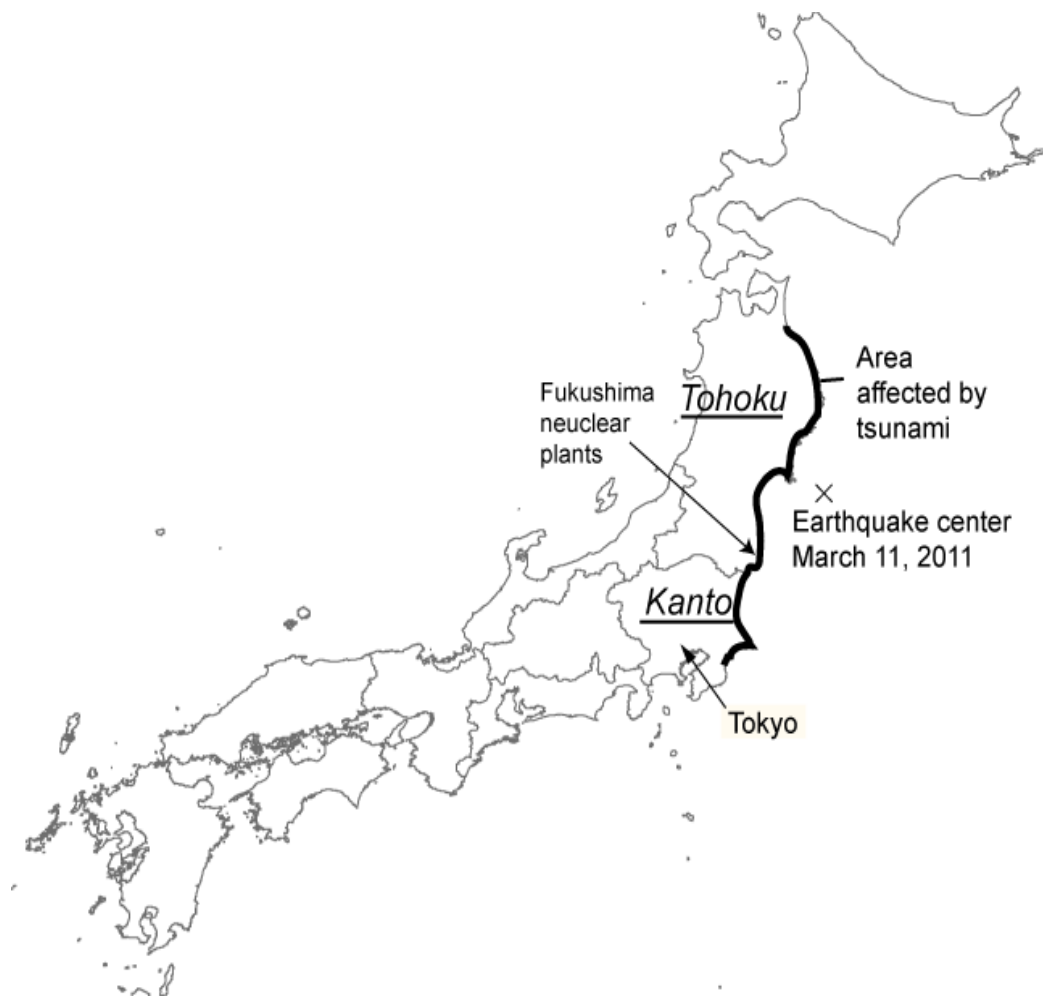 Area
affected by
tsunami
Fukushima
neuclear
plants
Tohoku
Earthquake center
March 11, 2011
Kanto
Tokyo